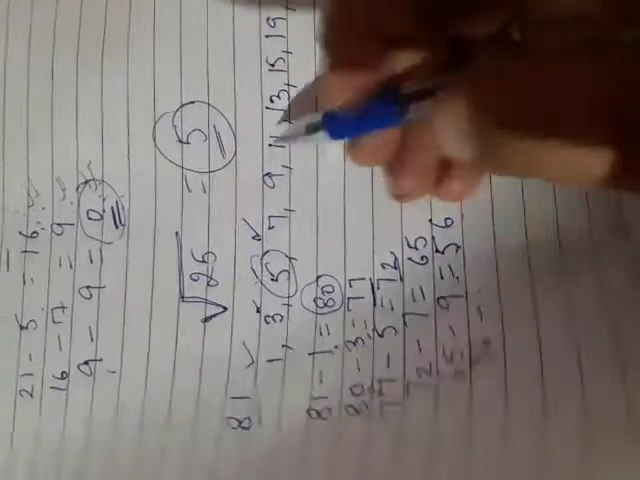 21 - 5 = 16
16 - 7 = 9
9 - 9 = 0
√25 = 5
81
1, 3, 5, 7, 9, 11, 13, 15, 19
81 - 1 = 80
80 - 3 = 77
77 - 5 = 72
72 - 7 = 65
65 - 9 = 56